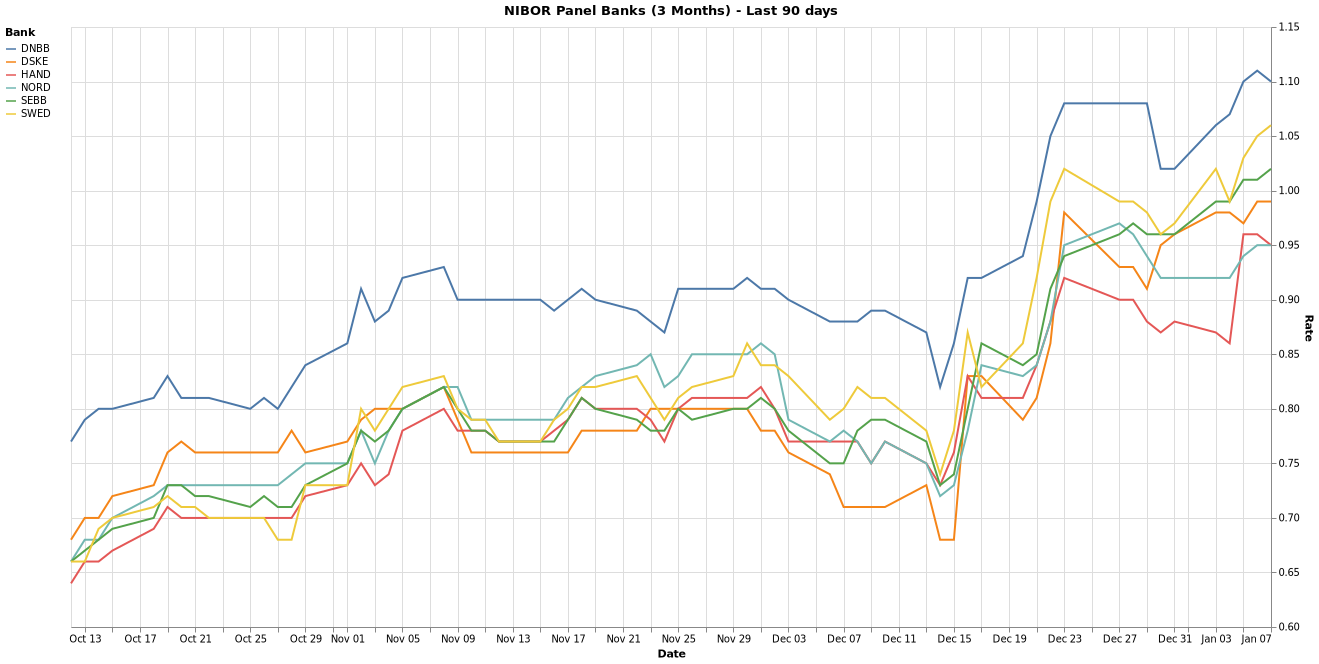 NIBOR Panel Banks (3 Months) - Last 90 days
Bank
DNBB
DSKE
HAND
NORD
SEBB
SWED
1.15
1.10
1.05
1.00
0.95
0.90
0.85
0.80
0.75
0.70
0.65
0.60
Rate
Oct 13 Oct 17 Oct 21 Oct 25 Oct 29 Nov 01 Nov 05 Nov 09 Nov 13 Nov 17 Nov 21 Nov 25 Nov 29 Dec 03 Dec 07 Dec 11 Dec 15 Dec 19 Dec 23 Dec 27 Dec 31 Jan 03 Jan 07
Date